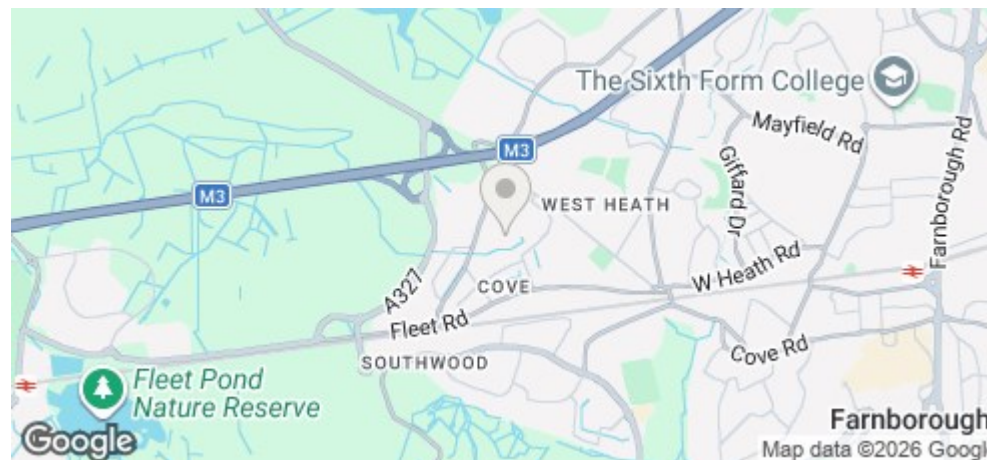 The Sixth Form College
Mayfield Rd
Farnborough Rd
M3
Giffard Dr
M3
WEST HEATH
W Heath Rd
A327
COVE
Fleet Rd
Cove Rd
SOUTHWOOD
Fleet Pond
Nature Reserve
Farnborough
Google
Map data ©2026 Googl